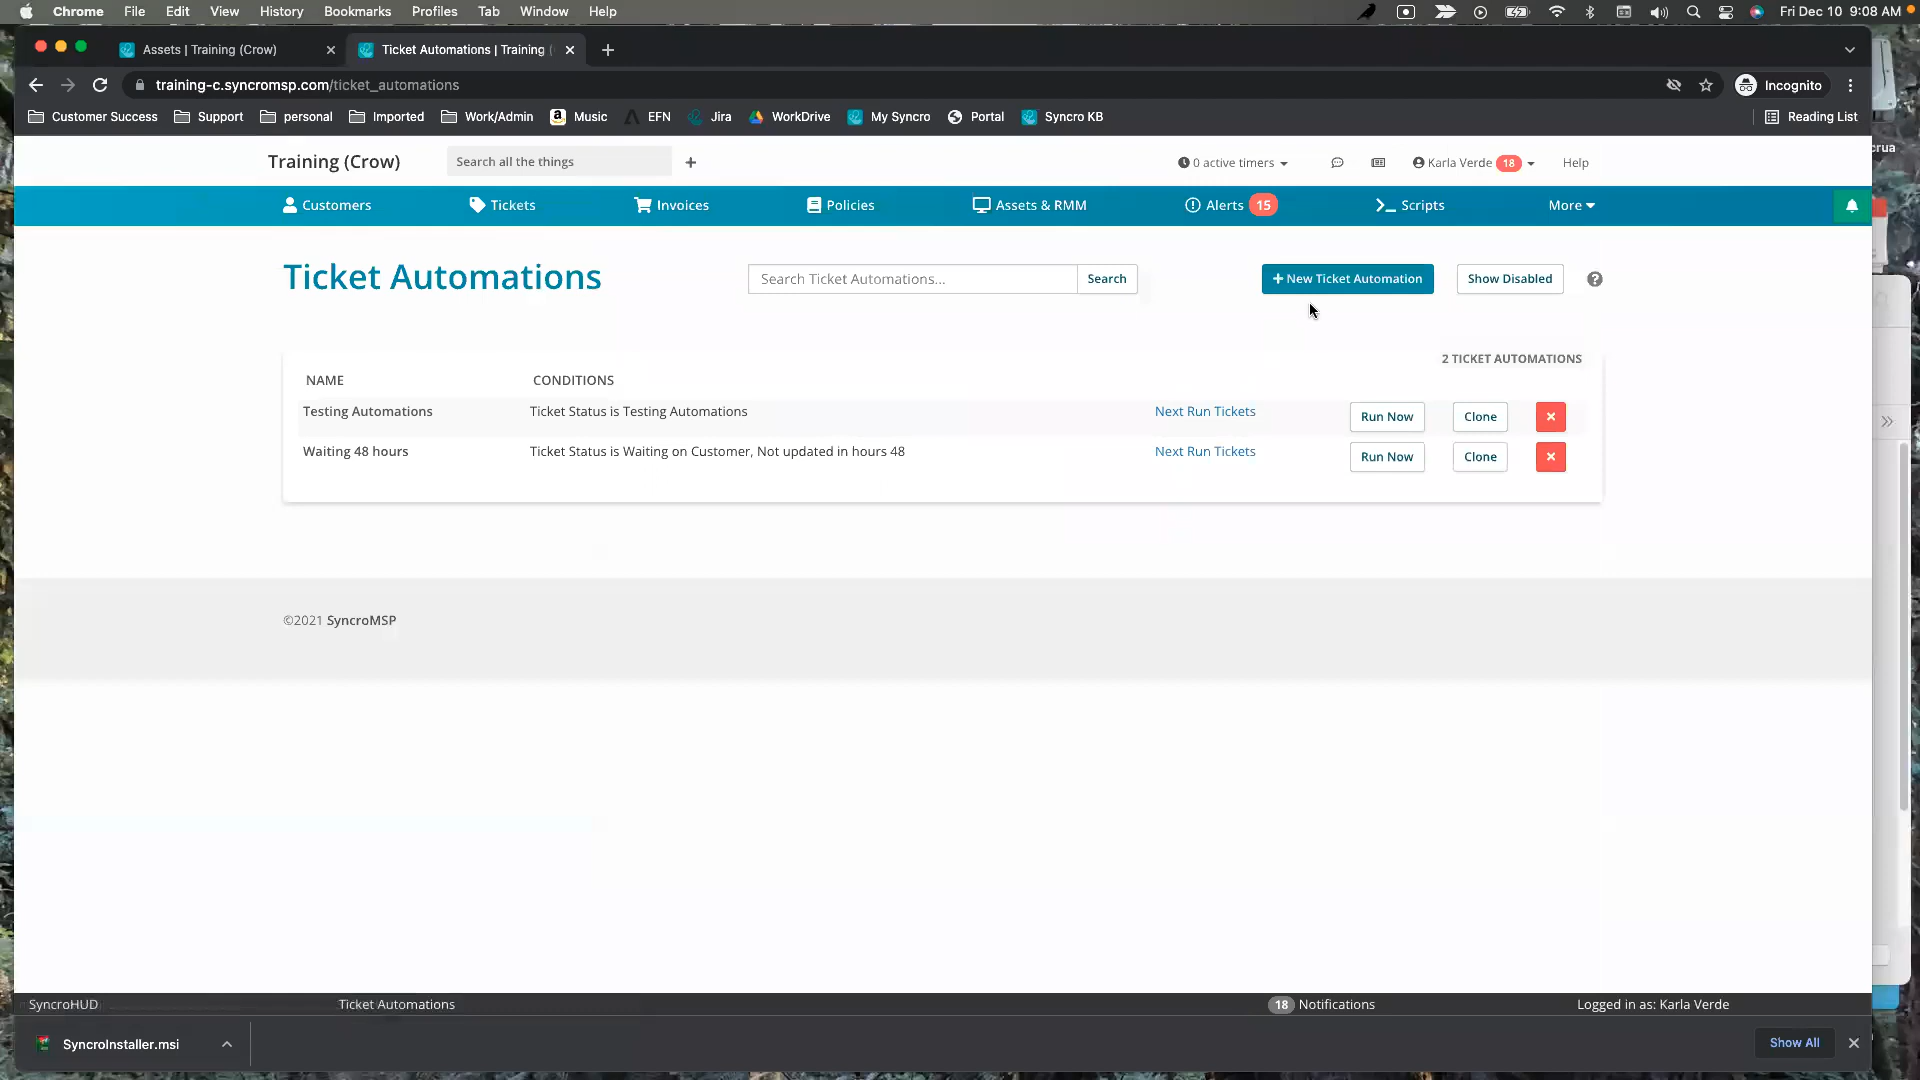 Chrome File Edit View History Bookmarks Profiles Tab Window Help Fri Dec 10 9:08 AM
Assets | Training (Crow) Ticket Automations | Training (
training-c.syncromsp.com/ticket_automations Incognito
Customer Success Support personal Imported Work/Admin Music EFN Jira WorkDrive My Syncro Portal Syncro KB Reading List
Training (Crow) Search all the things + 0 active timers Karla Verde 18 Help
Customers Tickets Invoices Policies Assets & RMM Alerts 15 Scripts More
Ticket Automations Search Ticket Automations... Search + New Ticket Automation Show Disabled ?
2 TICKET AUTOMATIONS
NAME CONDITIONS
Testing Automations Ticket Status is Testing Automations Next Run Tickets Run Now Clone ×
Waiting 48 hours Ticket Status is Waiting on Customer, Not updated in hours 48 Next Run Tickets Run Now Clone ×
©2021 SyncroMSP
SyncroHUD Ticket Automations 18 Notifications Logged in as: Karla Verde
SyncroInstaller.msi Show All